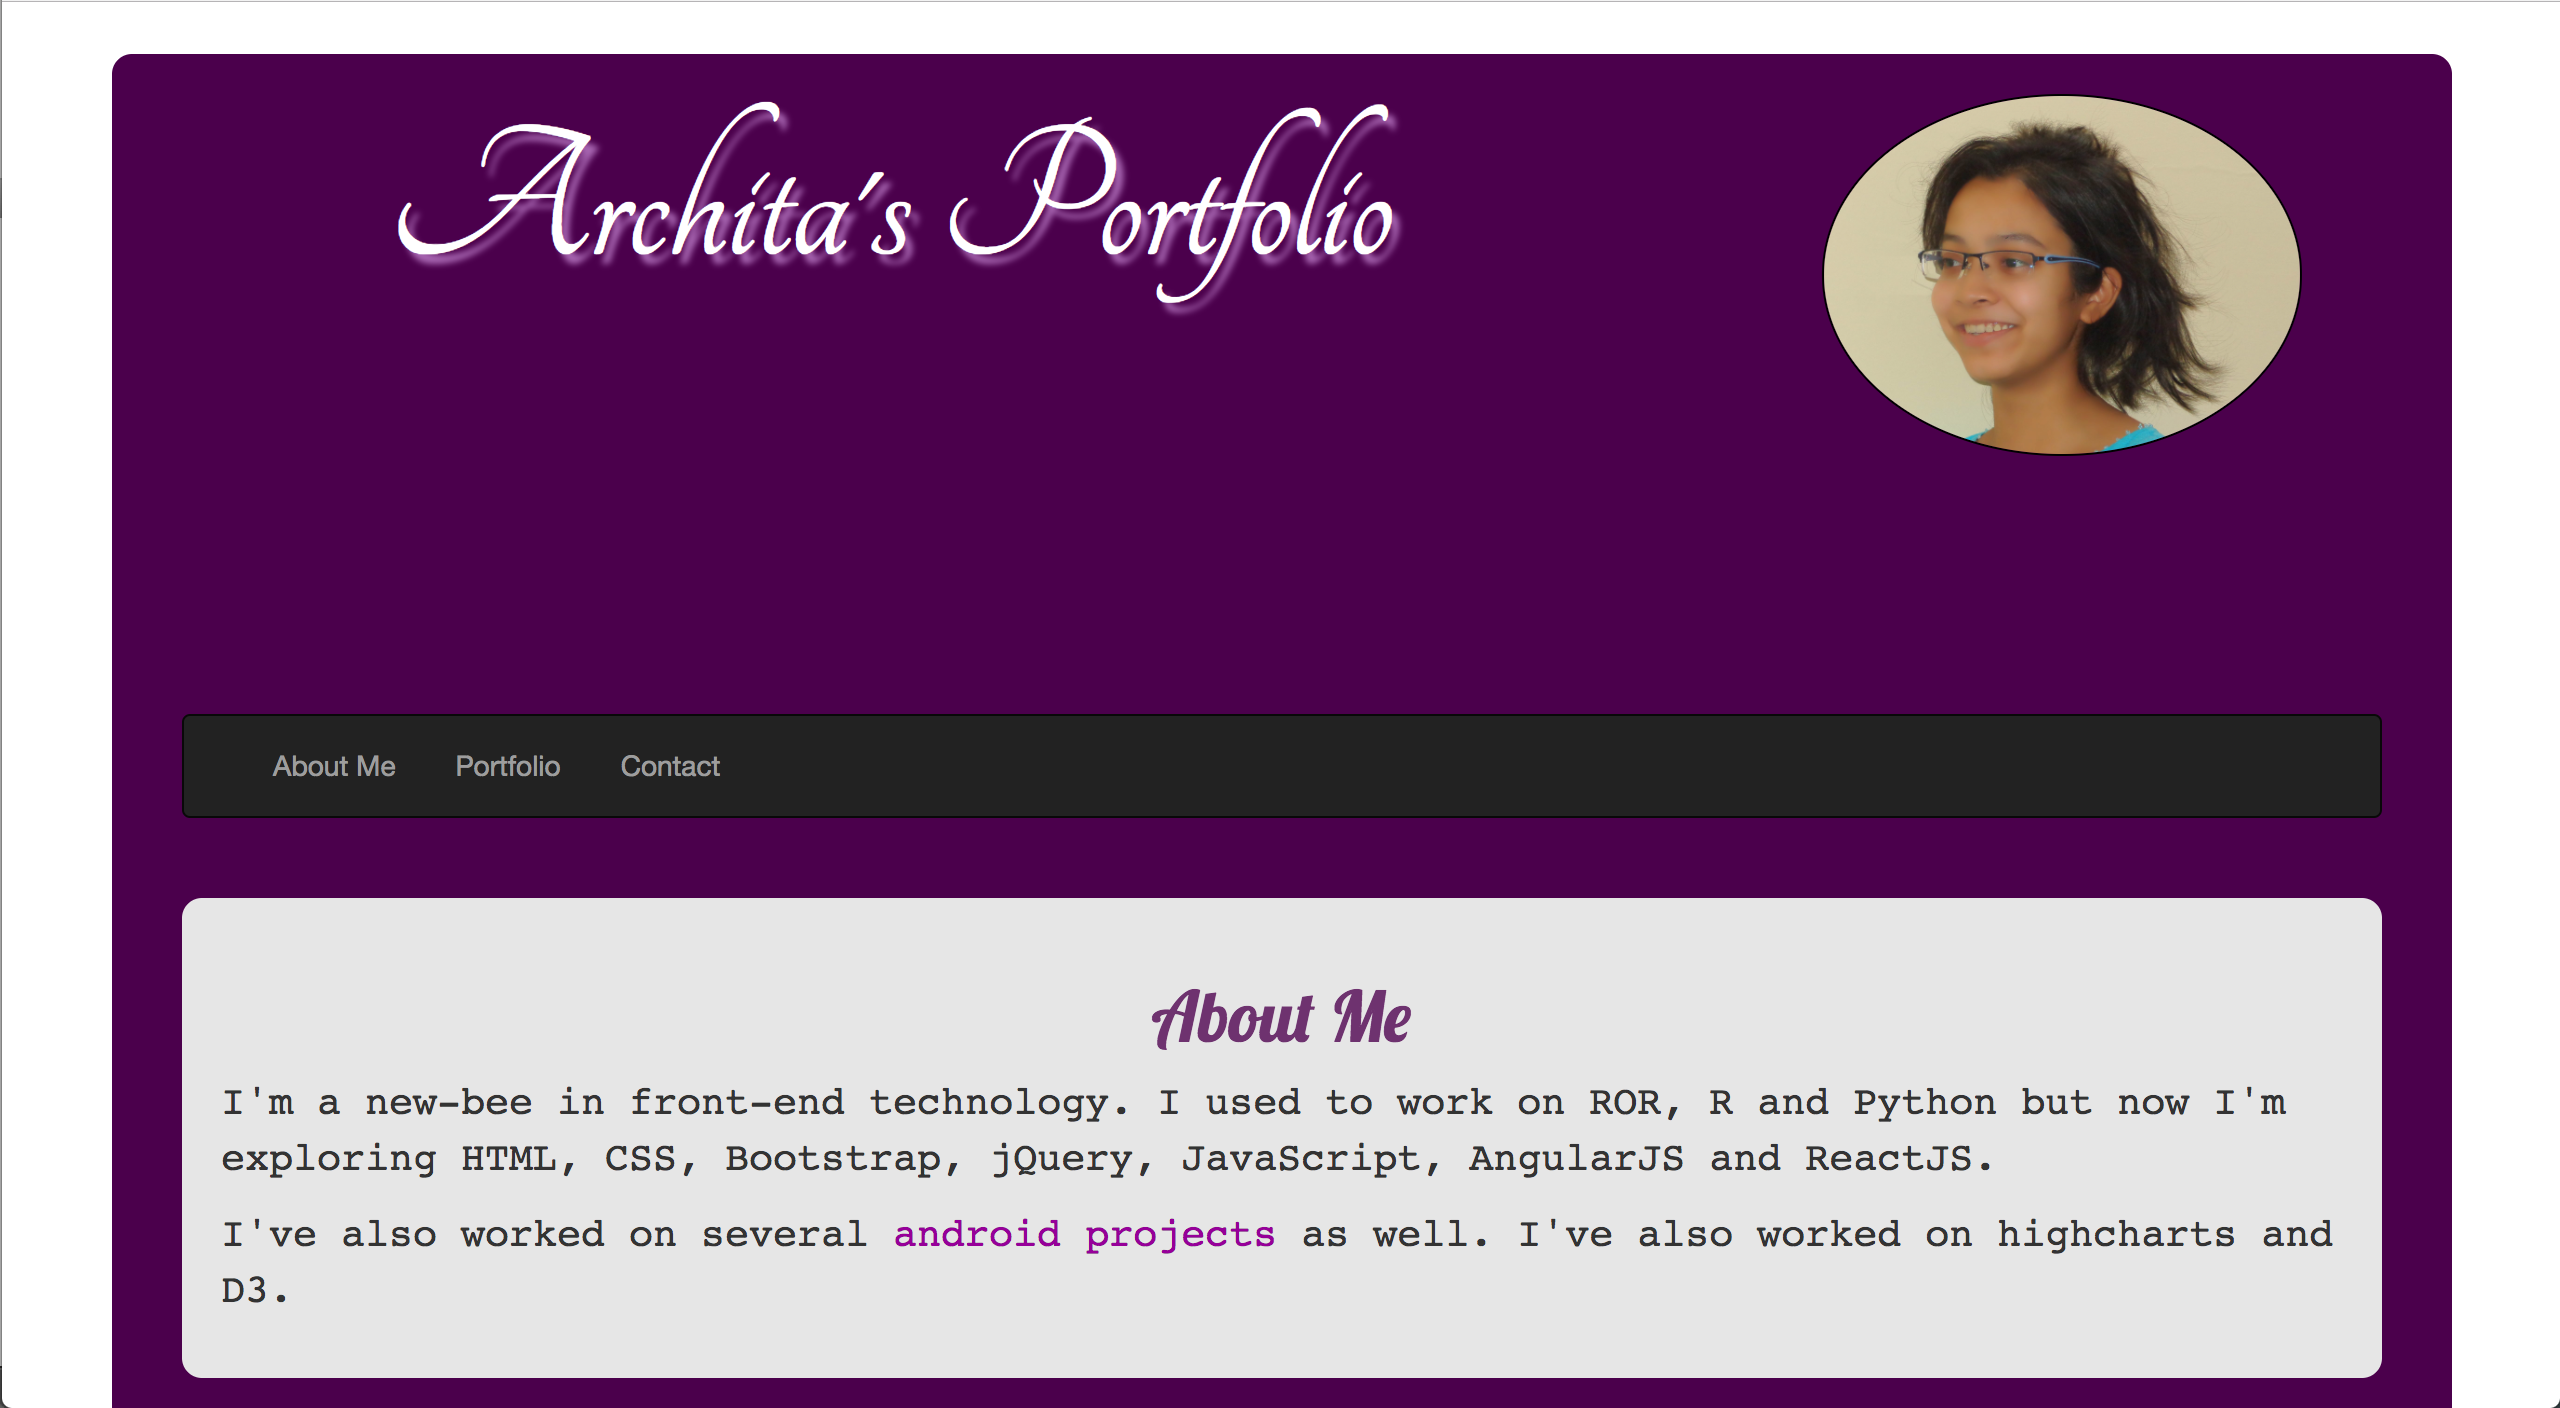 Archita's Portfolio
About Me Portfolio Contact
About Me
I'm a new-bee in front-end technology. I used to work on ROR, R and Python but now I'm
exploring HTML, CSS, Bootstrap, jQuery, JavaScript, AngularJS and ReactJS.
I've also worked on several android projects as well. I've also worked on highcharts and
D3.